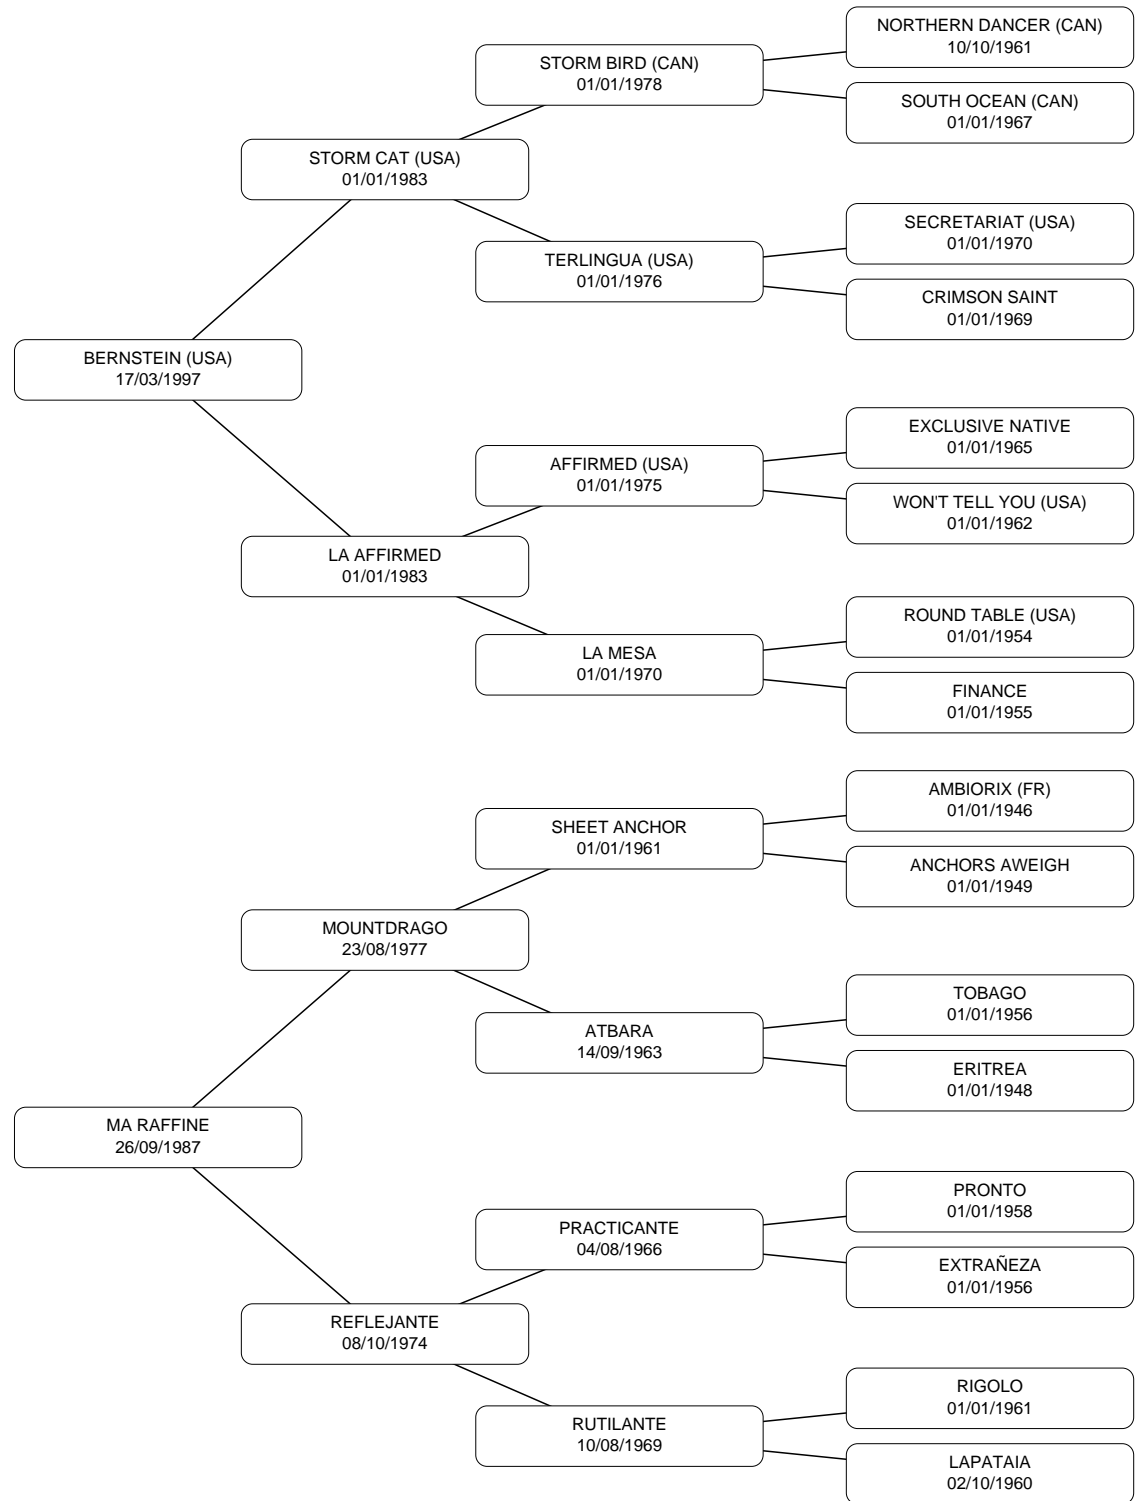 NORTHERN DANCER (CAN)
10/10/1961
STORM BIRD (CAN)
01/01/1978
SOUTH OCEAN (CAN)
01/01/1967
STORM CAT (USA)
01/01/1983
SECRETARIAT (USA)
01/01/1970
TERLINGUA (USA)
01/01/1976
CRIMSON SAINT
01/01/1969
BERNSTEIN (USA)
17/03/1997
EXCLUSIVE NATIVE
01/01/1965
AFFIRMED (USA)
01/01/1975
WON'T TELL YOU (USA)
01/01/1962
LA AFFIRMED
01/01/1983
ROUND TABLE (USA)
01/01/1954
LA MESA
01/01/1970
FINANCE
01/01/1955
AMBIORIX (FR)
01/01/1946
SHEET ANCHOR
01/01/1961
ANCHORS AWEIGH
01/01/1949
MOUNTDRAGO
23/08/1977
TOBAGO
01/01/1956
ATBARA
14/09/1963
ERITREA
01/01/1948
MA RAFFINE
26/09/1987
PRONTO
01/01/1958
PRACTICANTE
04/08/1966
EXTRAÑEZA
01/01/1956
REFLEJANTE
08/10/1974
RIGOLO
01/01/1961
RUTILANTE
10/08/1969
LAPATAIA
02/10/1960